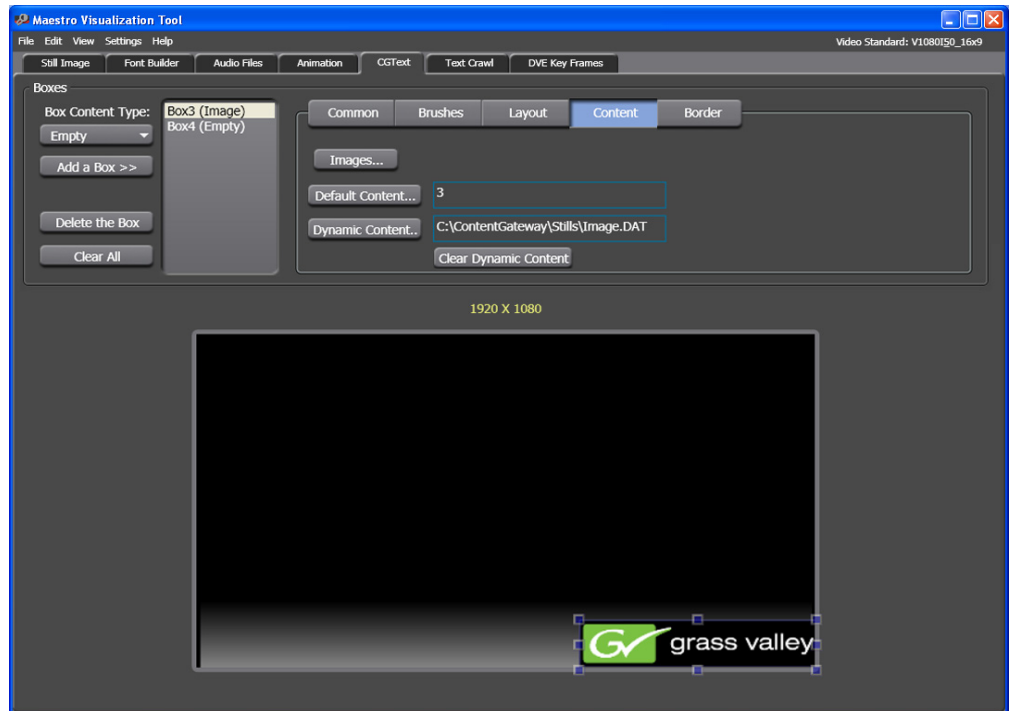 Maestro Visualization Tool
File Edit View Settings Help
Video Standard: V1080I50_16x9
Still Image Font Builder Audio Files Animation CGText Text Crawl DVE Key Frames
Boxes
Box Content Type:
Empty
Add a Box >>
Delete the Box
Clear All
Box3 (Image)
Box4 (Empty)
Common Brushes Layout Content Border
Images...
Default Content... 3
Dynamic Content.. C:\ContentGateway\Stills\Image.DAT
Clear Dynamic Content
1920 X 1080
GV grass valley